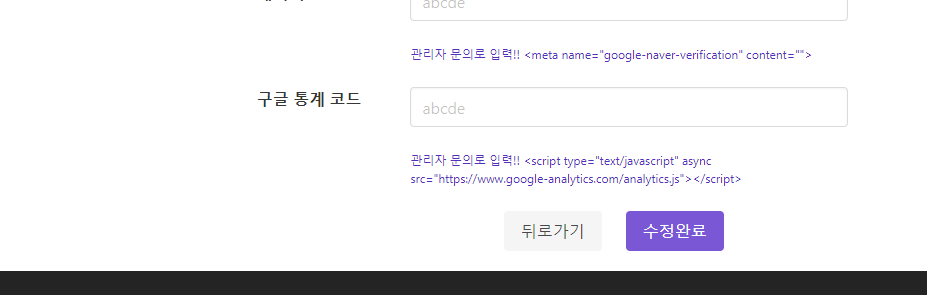 abcde
관리자 문의로 입력!! <meta name="google-naver-verification" content="">
구글 통계 코드
abcde
관리자 문의로 입력!! <script type="text/javascript" async
src="https://www.google-analytics.com/analytics.js"></script>
뒤로가기
수정완료